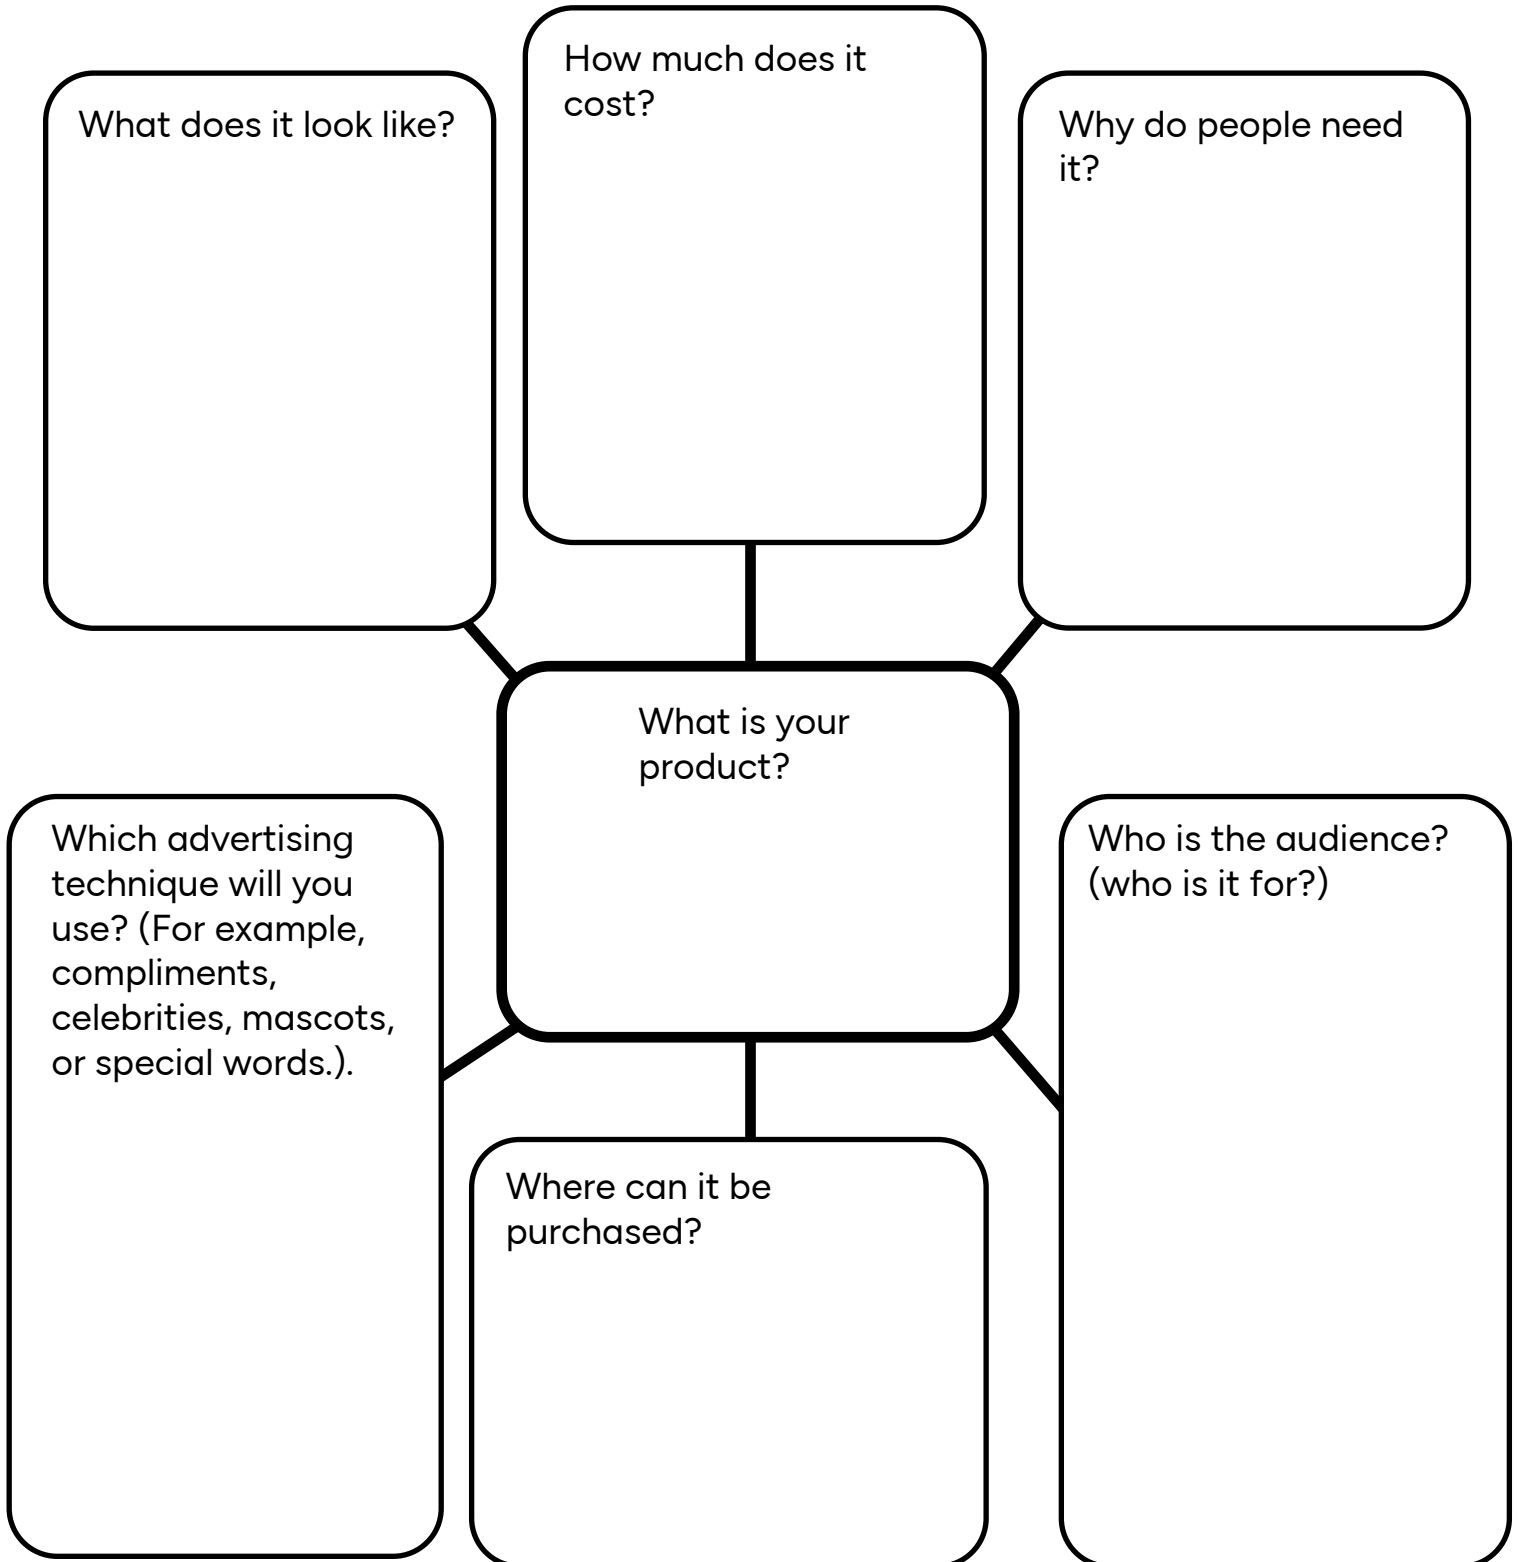 What does it look like?
How much does it
cost?
Why do people need
it?
What is your
product?
Which advertising
technique will you
use? (For example,
compliments,
celebrities, mascots,
or special words.).
Where can it be
purchased?
Who is the audience?
(who is it for?)